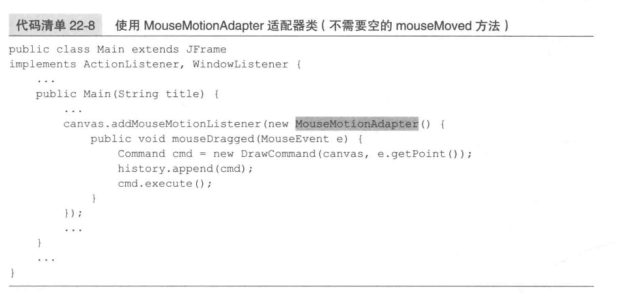 代码清单 22-8 使用 MouseMotionAdapter 适配器类（不需要空的 mouseMoved 方法）
public class Main extends JFrame
implements ActionListener, WindowListener {
    ...
    public Main(String title) {
        ...
        canvas.addMouseMotionListener(new MouseMotionAdapter() {
            public void mouseDragged(MouseEvent e) {
                Command cmd = new DrawCommand(canvas, e.getPoint());
                history.append(cmd);
                cmd.execute();
            }
        });
        ...
    }
    ...
}